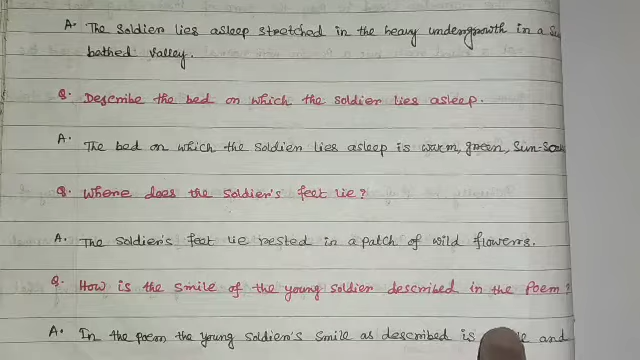 A. The soldier lies asleep stretched in the heavy undergrowth in a
bathed valley.
Q. Describe the bed on which the soldier lies asleep.
A. The bed on which the soldier lies asleep is warm, green,
Q. Where does the soldier's feet lie?
A. The soldier's feet lie rested in a patch of wild flowers.
Q. How is the smile of the young soldier described in the poem?
A. In the poem the young soldier's smile as described is and